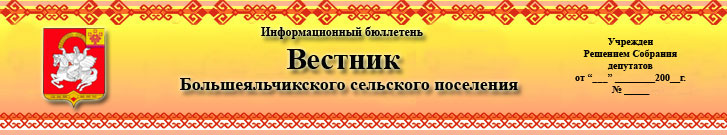 Информационный бюллетень
Вестник
Большеяльчикского сельского поселения
Учрежден
Решением Собрания
депутатов
от “___” ________200__г.
№ _____